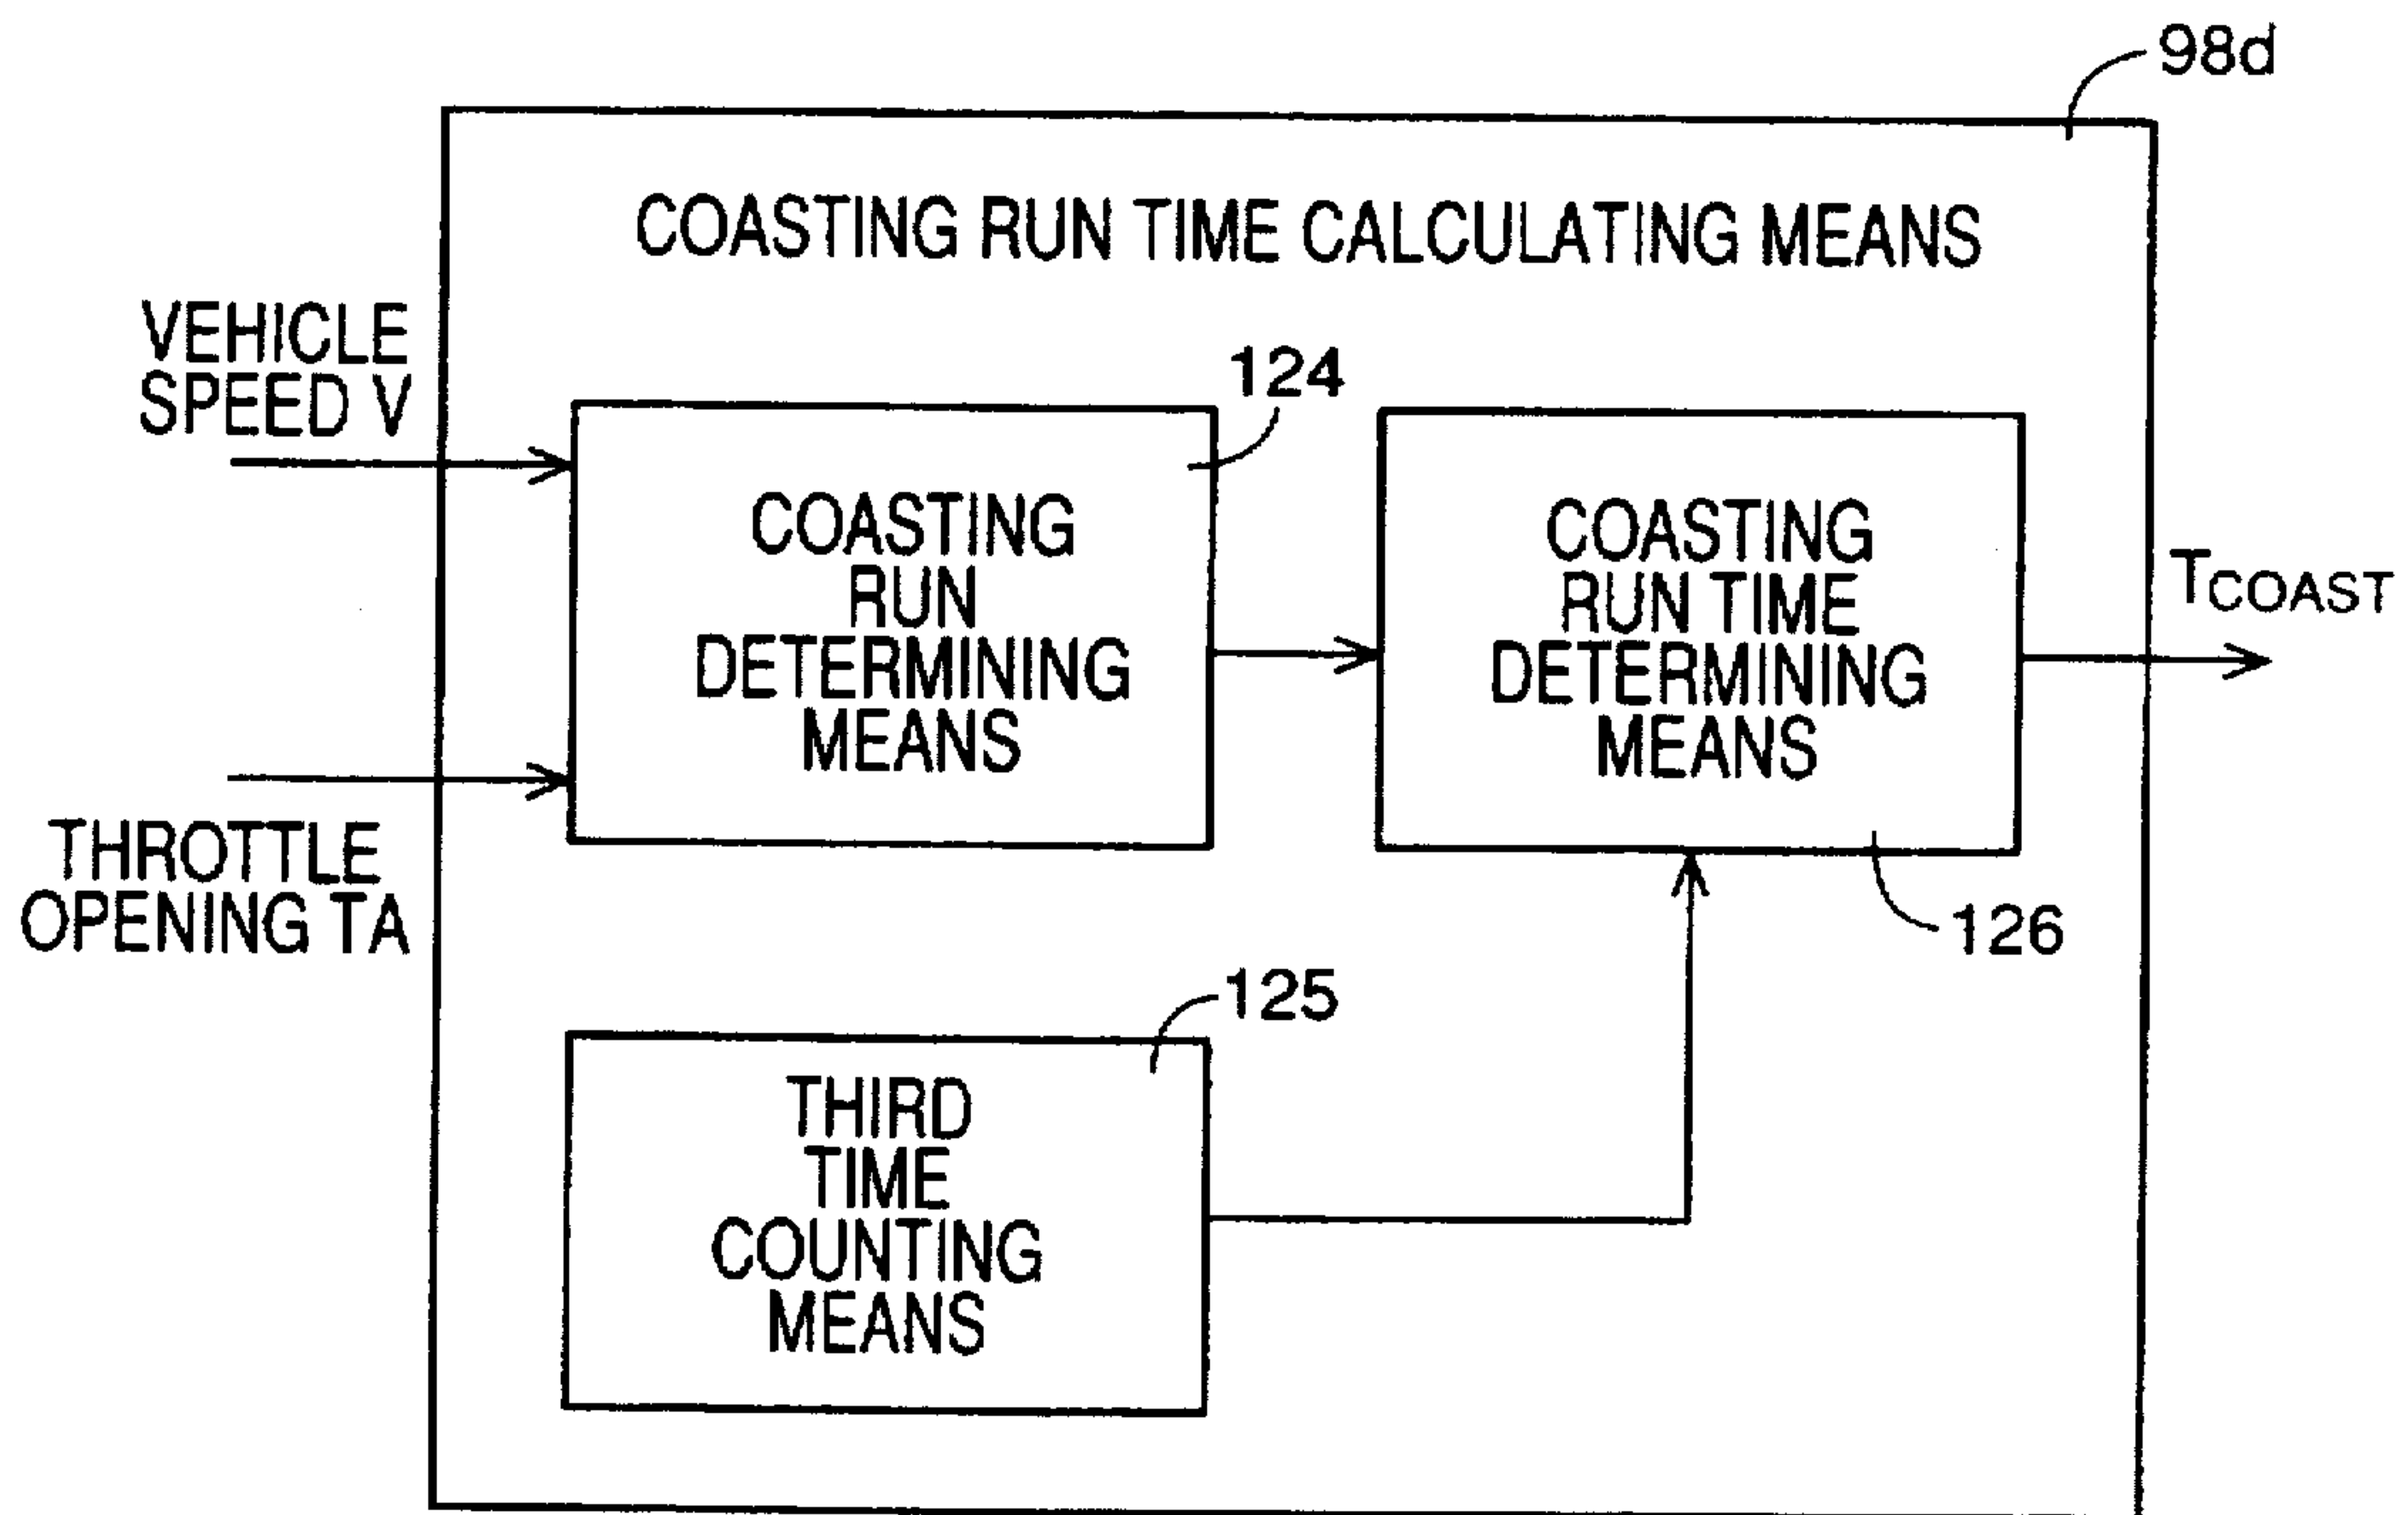 98d
COASTING RUN TIME CALCULATING MEANS
VEHICLE
SPEED V
124
COASTING
RUN
DETERMINING
MEANS
COASTING
RUN TIME
DETERMINING
MEANS
TCOAST
THROTTLE
OPENING TA
126
125
THIRD
TIME
COUNTING
MEANS